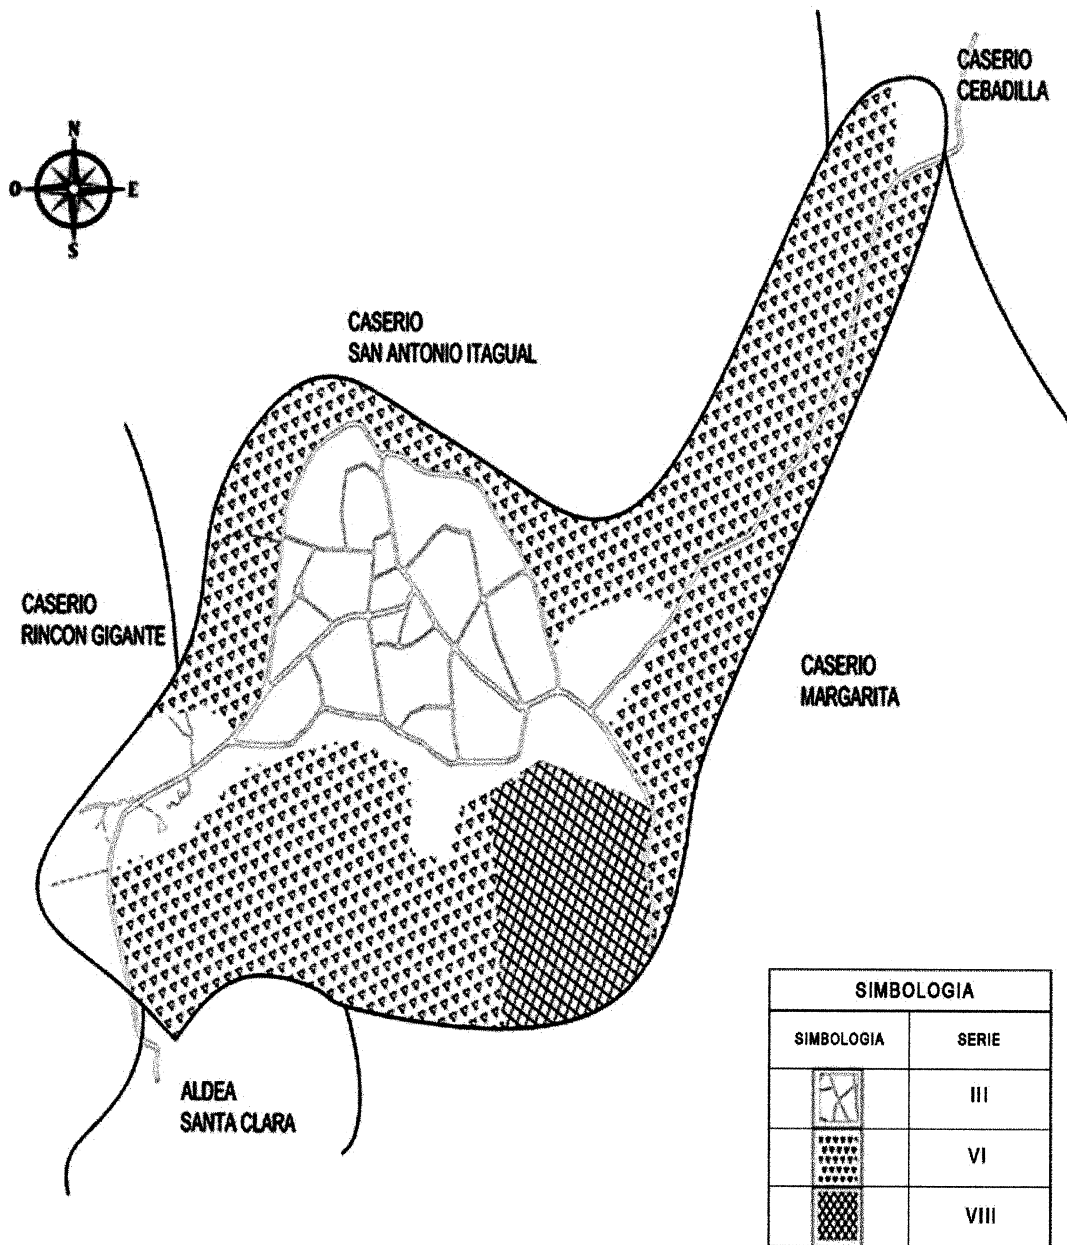 CASERIO
CEBADILLA
N
O
E
S
CASERIO
SAN ANTONIO ITAGUAL
CASERIO
RINCON GIGANTE
CASERIO
MARGARITA
ALDEA
SANTA CLARA
SIMBOLOGIA
SIMBOLOGIA SERIE
III
VI
VIII